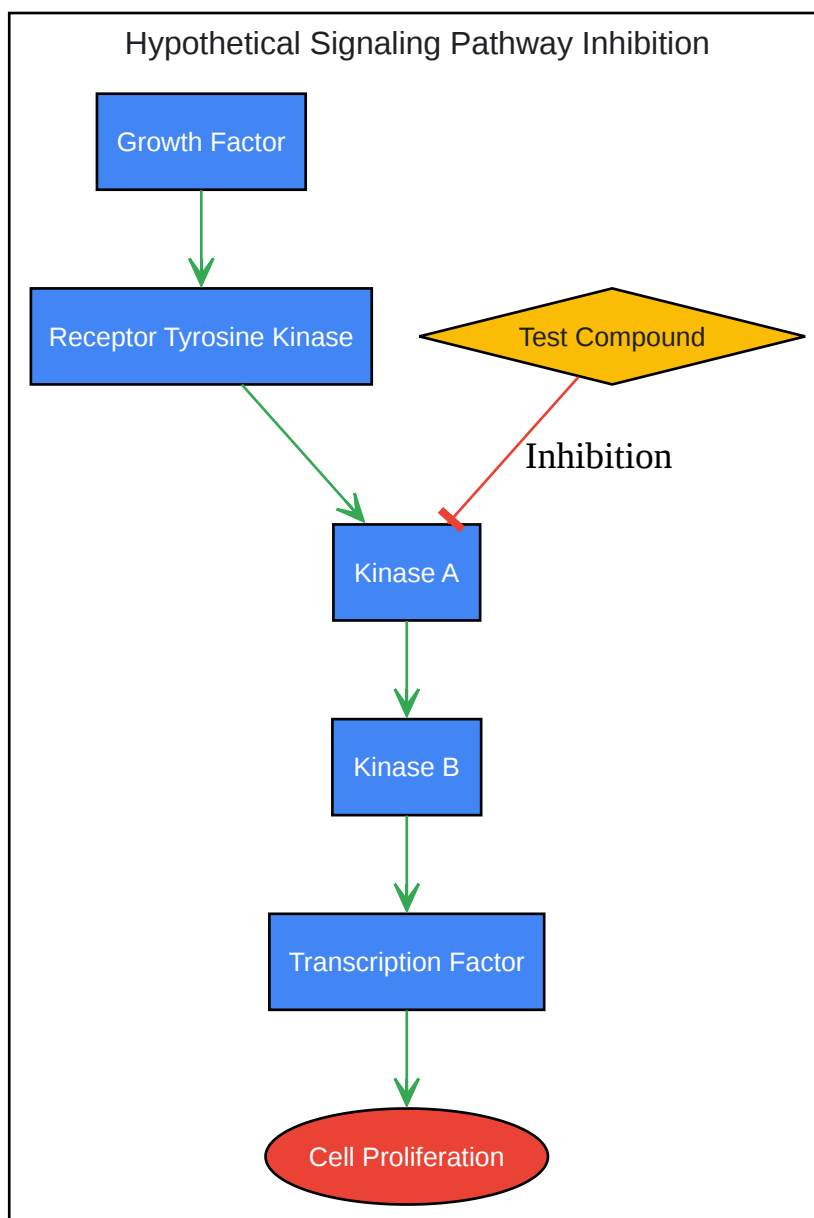 Hypothetical Signaling Pathway Inhibition
Growth Factor
Receptor Tyrosine Kinase
Test Compound
Inhibition
Kinase A
Kinase B
Transcription Factor
Cell Proliferation